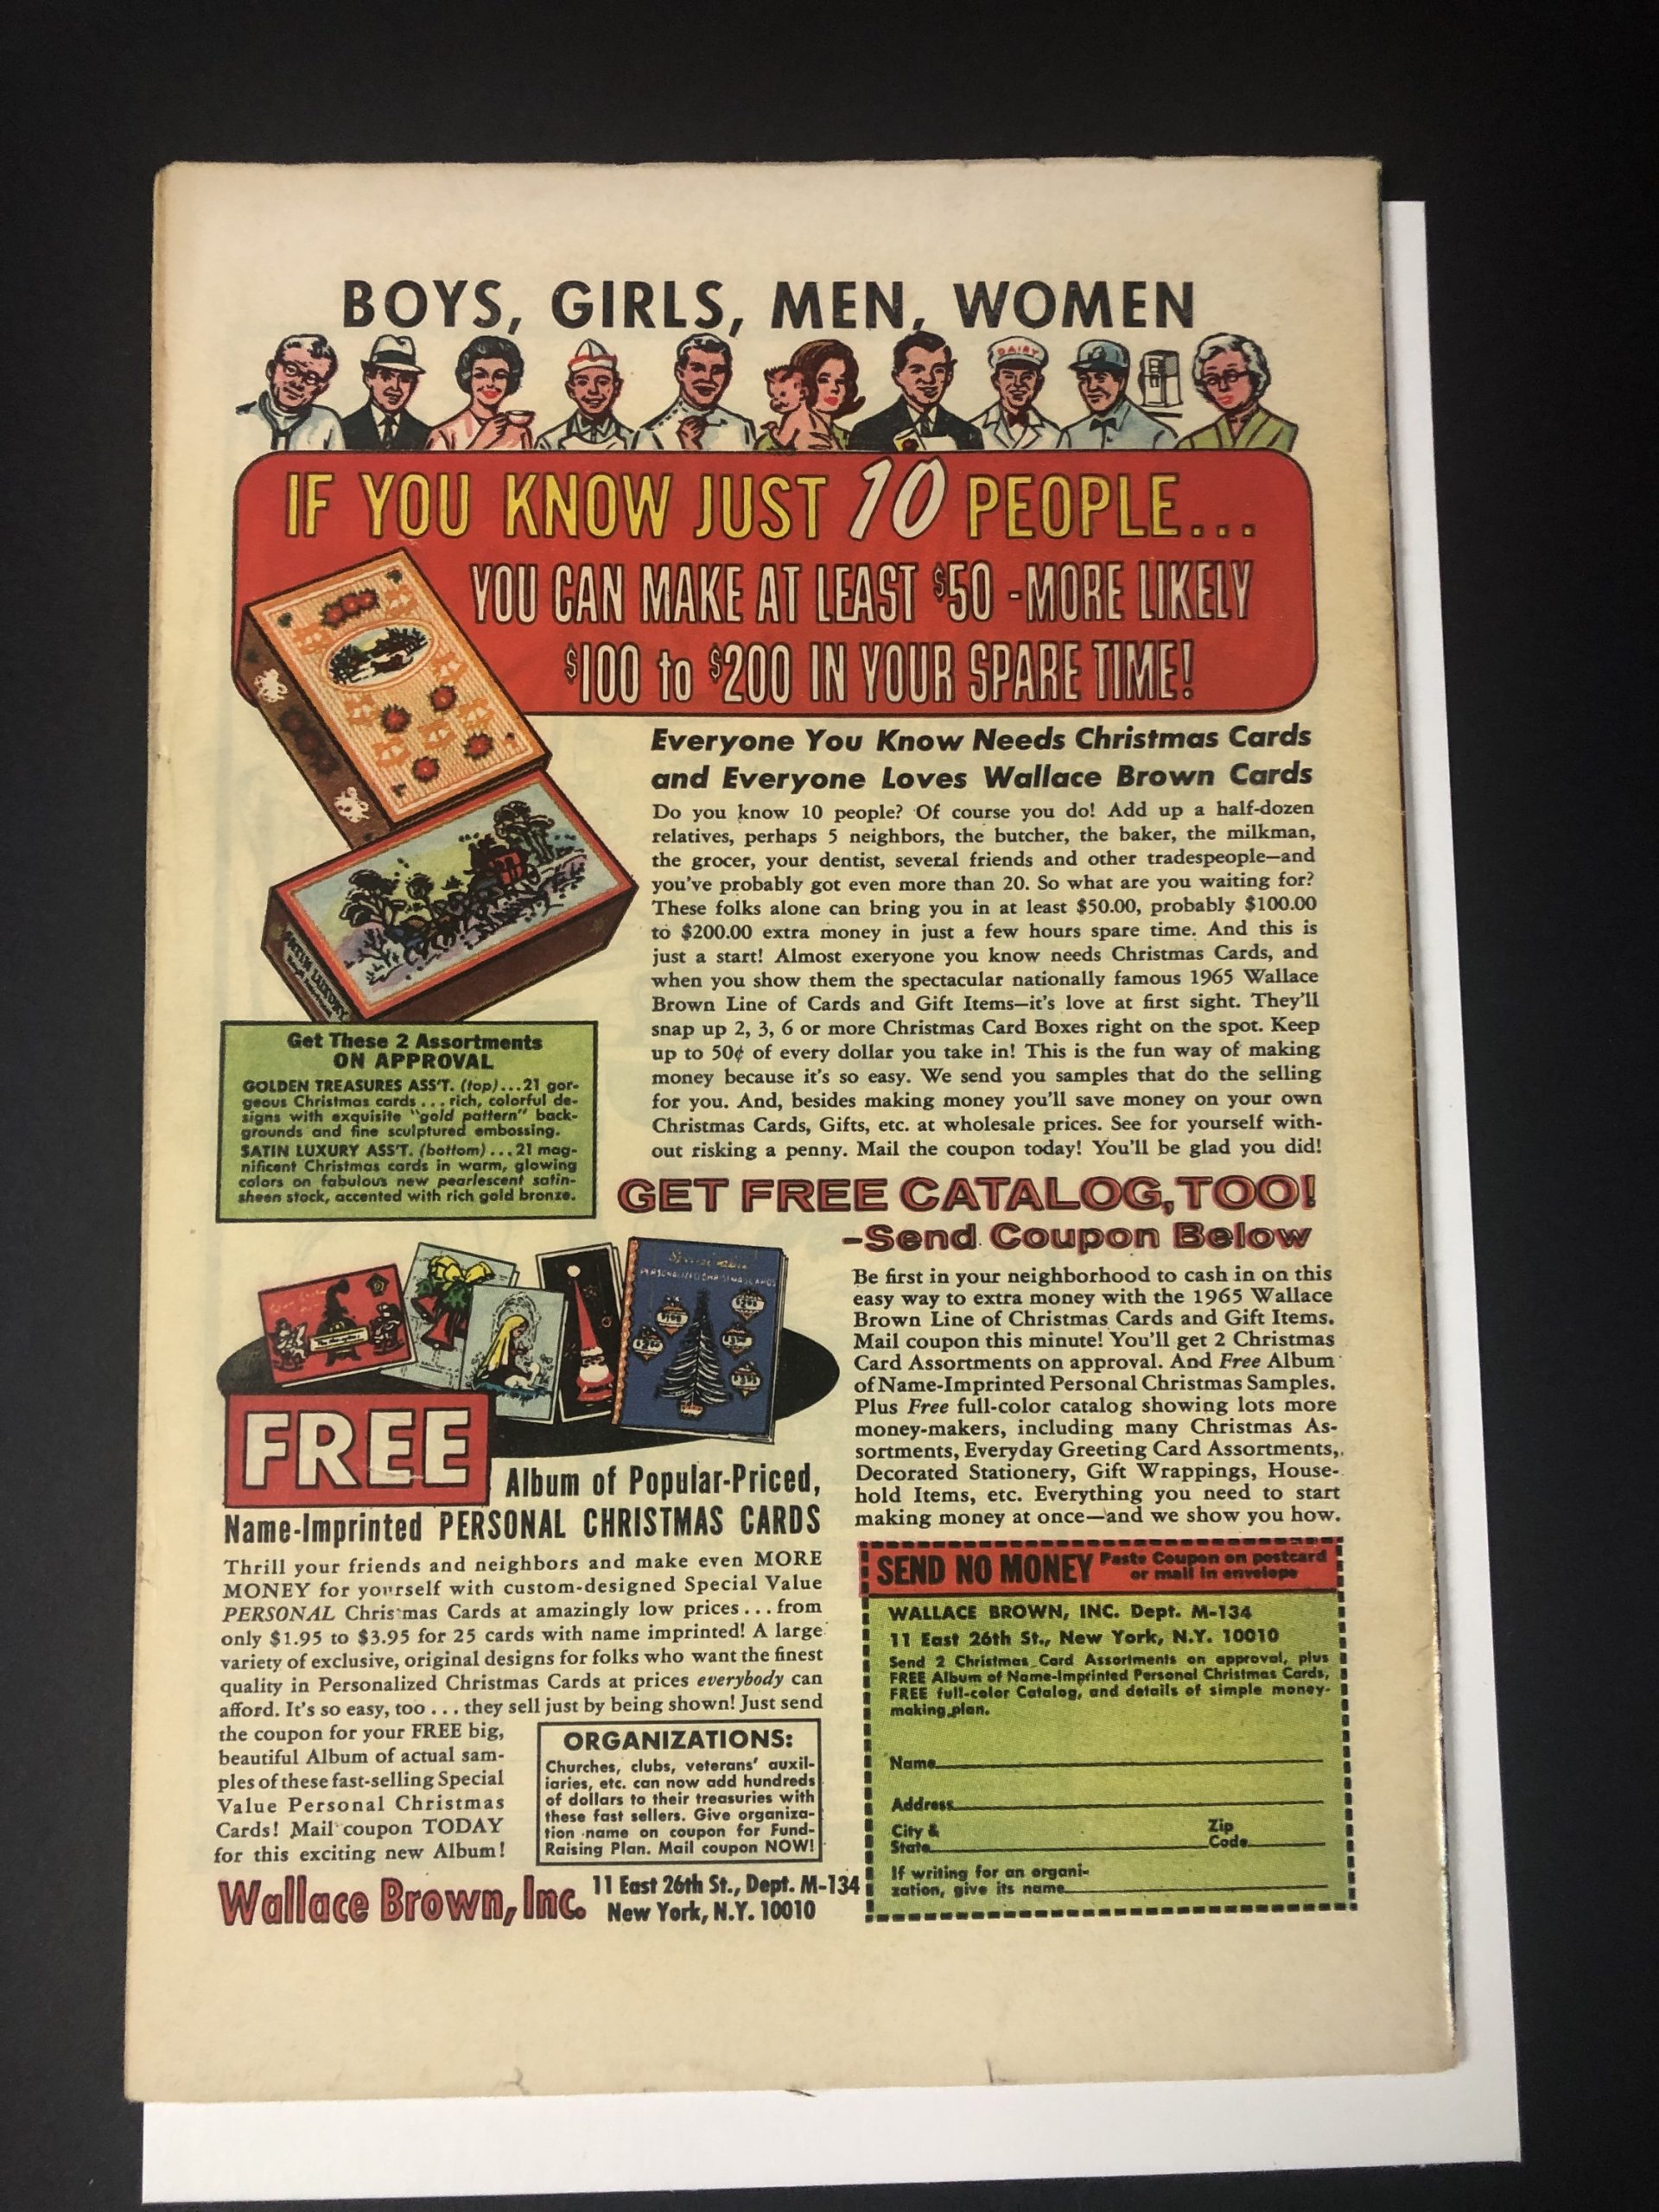 BOYS, GIRLS, MEN, WOMEN
DAIRY
IF YOU KNOW JUST 10 PEOPLE...
YOU CAN MAKE AT LEAST $50 - MORE LIKELY
$100 to $200 IN YOUR SPARE TIME!
Everyone You Know Needs Christmas Cards
and Everyone Loves Wallace Brown Cards
Do you know 10 people? Of course you do! Add up a half-dozen
relatives, perhaps 5 neighbors, the butcher, the baker, the milkman,
the grocer, your dentist, several friends and other tradespeople—and
you've probably got even more than 20. So what are you waiting for?
These folks alone can bring you in at least $50.00, probably $100.00
to $200.00 extra money in just a few hours spare time. And this is
just a start! Almost exeryone you know needs Christmas Cards, and
when you show them the spectacular nationally famous 1965 Wallace
Brown Line of Cards and Gift Items—it's love at first sight. They'll
snap up 2, 3, 6 or more Christmas Card Boxes right on the spot. Keep
up to 50¢ of every dollar you take in! This is the fun way of making
money because it's so easy. We send you samples that do the selling
for you. And, besides making money you'll save money on your own
Christmas Cards, Gifts, etc. at wholesale prices. See for yourself with-
out risking a penny. Mail the coupon today! You'll be glad you did!
SATIN LUXURY
Get These 2 Assortments
ON APPROVAL
GOLDEN TREASURES ASS'T. (top)...21 gor-
geous Christmas cards...rich, colorful de-
signs with exquisite "gold pattern" back-
grounds and fine sculptured embossing.
SATIN LUXURY ASS'T. (bottom)...21 mag-
nificent Christmas cards in warm, glowing
colors on fabulous new pearlescent satin-
sheen stock, accented with rich gold bronze.
GET FREE CATALOG, TOO!
-Send Coupon Below
Be first in your neighborhood to cash in on this
easy way to extra money with the 1965 Wallace
Brown Line of Christmas Cards and Gift Items.
Mail coupon this minute! You'll get 2 Christmas
Card Assortments on approval. And Free Album
of Name-Imprinted Personal Christmas Samples.
Plus Free full-color catalog showing lots more
money-makers, including many Christmas As-
sortments, Everyday Greeting Card Assortments,
Decorated Stationery, Gift Wrappings, House-
hold Items, etc. Everything you need to start
making money at once—and we show you how.
Special Value
PERSONALIZED CHRISTMAS CARDS
FREE
Album of Popular-Priced,
Name-Imprinted PERSONAL CHRISTMAS CARDS
Thrill your friends and neighbors and make even MORE
MONEY for yourself with custom-designed Special Value
PERSONAL Christmas Cards at amazingly low prices...from
only $1.95 to $3.95 for 25 cards with name imprinted! A large
variety of exclusive, original designs for folks who want the finest
quality in Personalized Christmas Cards at prices everybody can
afford. It's so easy, too...they sell just by being shown! Just send
the coupon for your FREE big,
beautiful Album of actual sam-
ples of these fast-selling Special
Value Personal Christmas
Cards! Mail coupon TODAY
for this exciting new Album!
ORGANIZATIONS:
Churches, clubs, veterans' auxil-
iaries, etc. can now add hundreds
of dollars to their treasuries with
these fast sellers. Give organiza-
tion name on coupon for Fund-
Raising Plan. Mail coupon NOW!
Wallace Brown, Inc.
11 East 26th St., Dept. M-134
New York, N.Y. 10010
SEND NO MONEY
Paste Coupon on postcard
or mail in envelope
WALLACE BROWN, INC. Dept. M-134
11 East 26th St., New York, N.Y. 10010
Send 2 Christmas Card Assortments on approval, plus
FREE Album of Name-Imprinted Personal Christmas Cards,
FREE full-color Catalog, and details of simple money-
making plan.
Name
Address
City &
State
Zip
Code
If writing for an organi-
zation, give its name